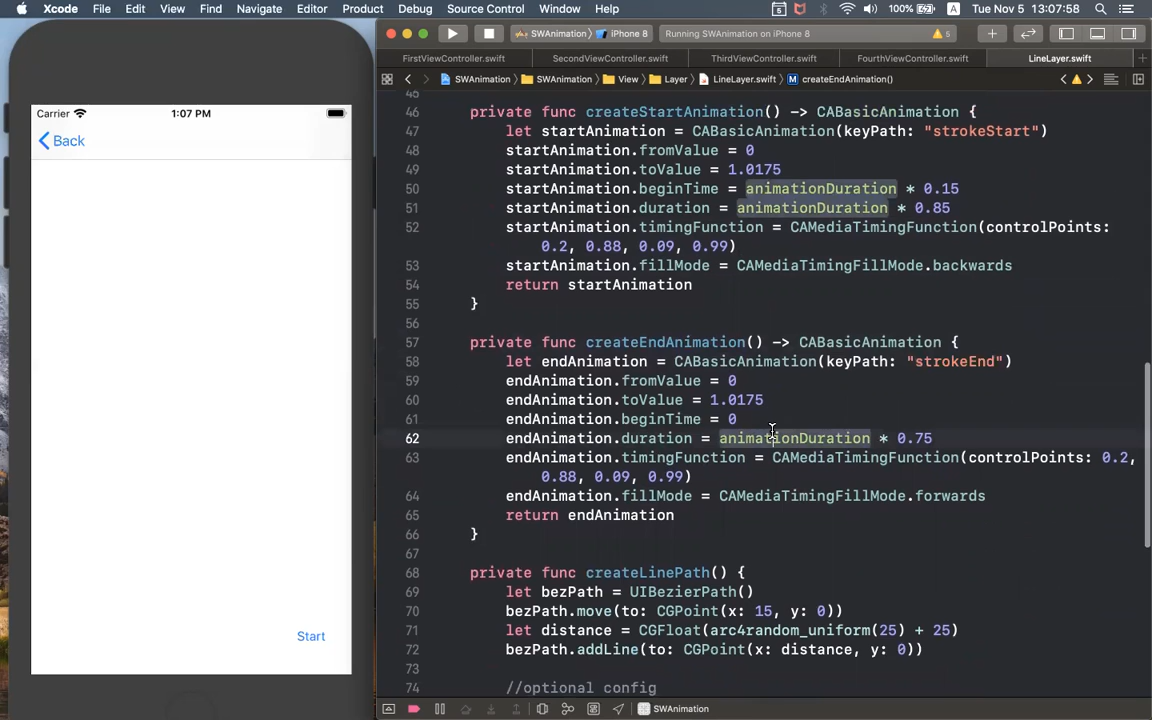 Xcode File Edit View Find Navigate Editor Product Debug Source Control Window Help 5 100% A Tue Nov 5 13:07:58
SWAnimation iPhone 8 Running SWAnimation on iPhone 8 5
FirstViewController.swift SecondViewController.swift ThirdViewController.swift FourthViewController.swift LineLayer.swift
SWAnimation SWAnimation View Layer LineLayer.swift M createEndAnimation()
Carrier 1:07 PM
Back
Start
45
46 private func createStartAnimation() -> CABasicAnimation {
47 let startAnimation = CABasicAnimation(keyPath: "strokeStart")
48 startAnimation.fromValue = 0
49 startAnimation.toValue = 1.0175
50 startAnimation.beginTime = animationDuration * 0.15
51 startAnimation.duration = animationDuration * 0.85
52 startAnimation.timingFunction = CAMediaTimingFunction(controlPoints:
0.2, 0.88, 0.09, 0.99)
53 startAnimation.fillMode = CAMediaTimingFillMode.backwards
54 return startAnimation
55 }
56
57 private func createEndAnimation() -> CABasicAnimation {
58 let endAnimation = CABasicAnimation(keyPath: "strokeEnd")
59 endAnimation.fromValue = 0
60 endAnimation.toValue = 1.0175
61 endAnimation.beginTime = 0
62 endAnimation.duration = animationDuration * 0.75
63 endAnimation.timingFunction = CAMediaTimingFunction(controlPoints: 0.2,
0.88, 0.09, 0.99)
64 endAnimation.fillMode = CAMediaTimingFillMode.forwards
65 return endAnimation
66 }
67
68 private func createLinePath() {
69 let bezPath = UIBezierPath()
70 bezPath.move(to: CGPoint(x: 15, y: 0))
71 let distance = CGFloat(arc4random_uniform(25) + 25)
72 bezPath.addLine(to: CGPoint(x: distance, y: 0))
73
74 //optional config
SWAnimation